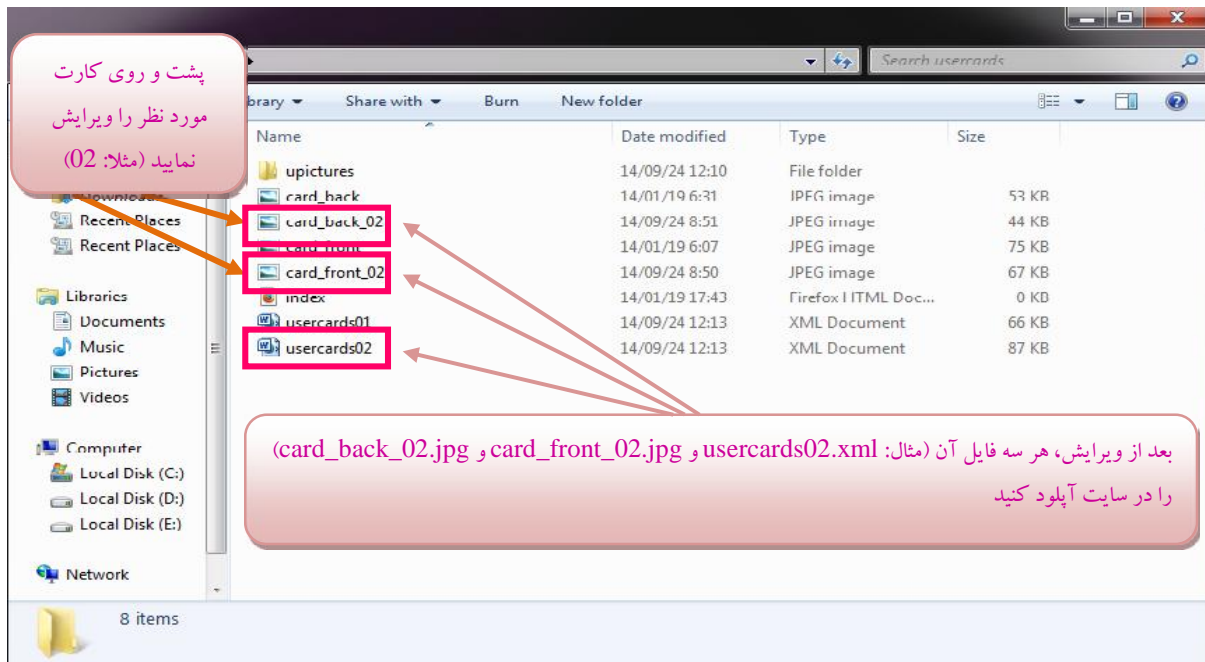 Search usercards
پشت و روی کارت
مورد نظر را ویرایش
نمایید (مثلا: 02)
Share with
Burn
New folder
Name
Date modified
Type
Size
upictures
14/09/24 12:10
File folder
card_back
14/01/19 6:31
JPEG image
53 KB
card_back_02
14/09/24 8:51
JPEG image
44 KB
card_front
14/01/19 6:07
JPEG image
75 KB
card_front_02
14/09/24 8:50
JPEG image
67 KB
index
14/01/19 17:43
Firefox HTML Doc...
0 KB
usercards01
14/09/24 12:13
XML Document
66 KB
usercards02
14/09/24 12:13
XML Document
87 KB
Downloads
Recent Places
Recent Places
Libraries
Documents
Music
Pictures
Videos
Computer
Local Disk (C:)
Local Disk (D:)
Local Disk (E:)
Network
بعد از ویرایش، هر سه فایل آن (مثال: usercards02.xml و card_front_02.jpg و card_back_02.jpg)
را در سایت آپلود کنید
8 items